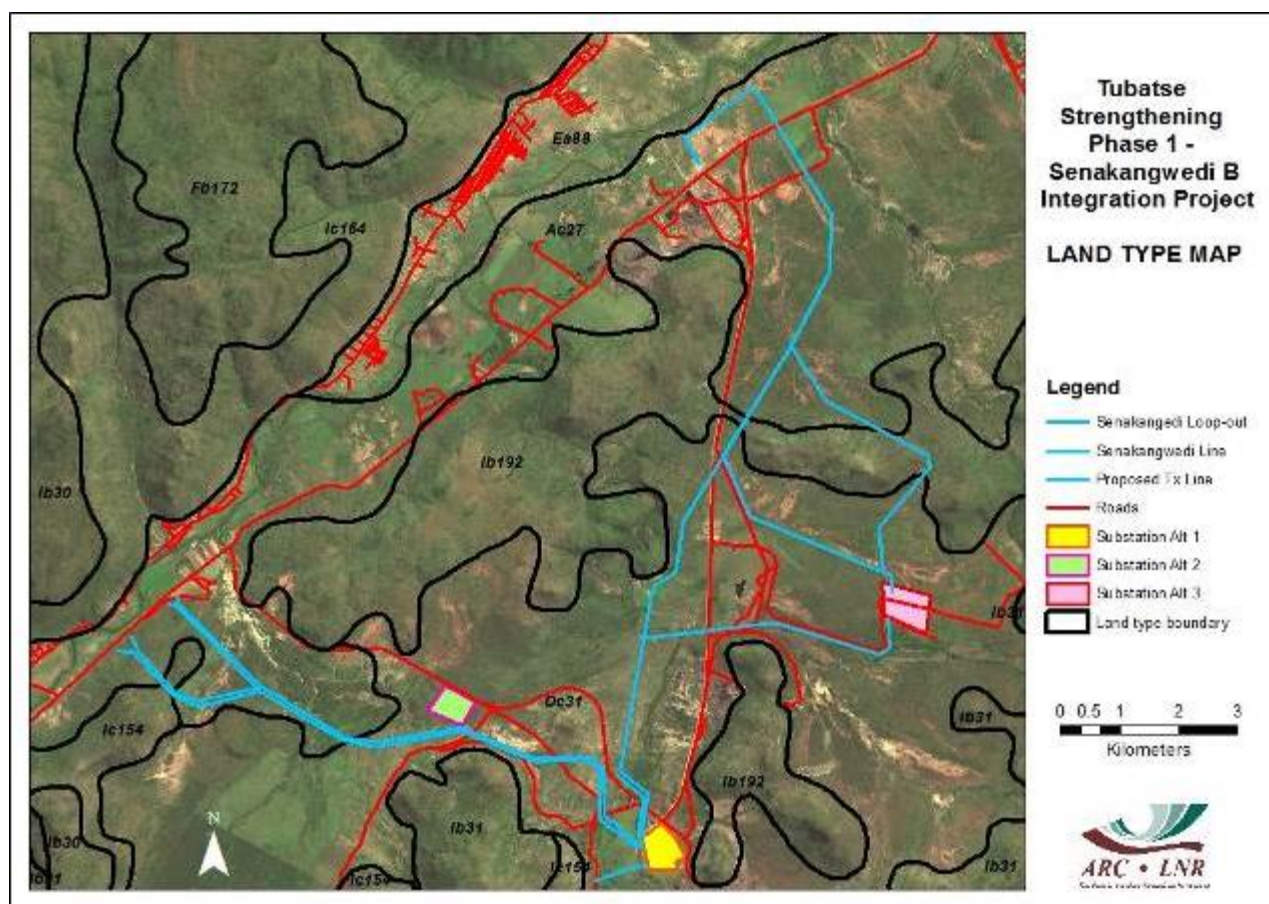 Tubatse
Strengthening
Phase 1 -
Senakangwedi B
Integration Project
LAND TYPE MAP
Legend
Senakangedi Loop-out
Senakangwedi Line
Proposed Tx Line
Roads
Substation Alt 1
Substation Alt 2
Substation Alt 3
Land type boundary
0 0.5 1 2 3
Kilometers
ARC • LNR
Ea88
Fb172
Ic164
Ac27
Ib192
Ib30
Ib31
Ic154
Dc31
Ib192
Ib31
Ib31
Ib30
Ic154
Ic154
Ib31
N